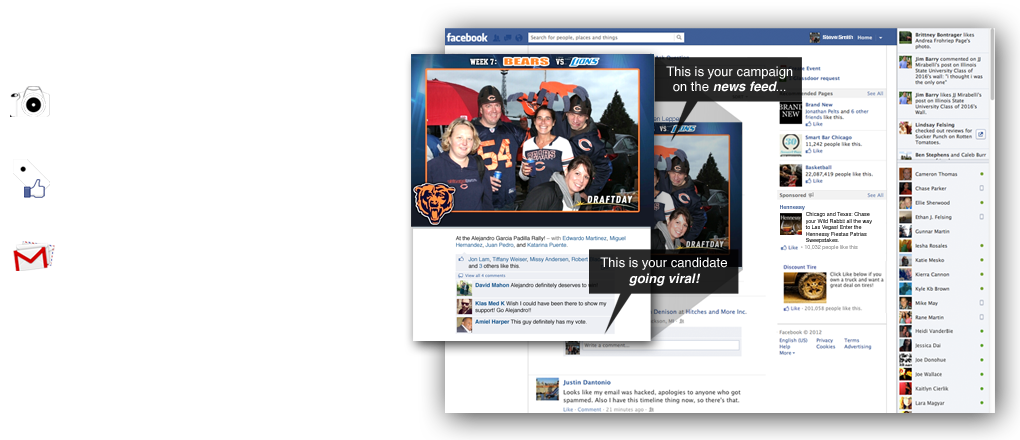 facebook
Search for people, places and things
Steve Smith Home
WEEK 7: BEARS VS. LIONS
DRAFTDAY
This is your campaign
on the news feed...
At the Alejandro Garcia Padilla Rally! – with Edwardo Martinez, Miguel
Hernandez, Juan Pedro, and Katarina Puente.
Jon Lam, Tiffany Weiser, Missy Andersen, Robert
and 3 others like this.
View all 4 comments
David Mahon Alejandro definitely deserves to
Klas Med K Wish I could have been there to show my
support! Go Alejandro!!
Amiel Harper This guy definitely has my vote.
This is your candidate
going viral!
VS. LIONS
DRAFTDAY
Denison at Hitches and More Inc.
Write a comment...
Justin Dantonio
Looks like my email was hacked, apologies to anyone who got
spammed. Also I have this timeline thing now, so there's that.
Like · Comment · 21 minutes ago
Event
See All
Brand New
Jonathan Pelts and 6 other
friends like this.
Like
Smart Bar Chicago
11,242 people like this.
Like
Basketball
22,087,419 people like this.
Like
Sponsored
See All
Hennessy
Chicago and Texas: Chase
your Wild Rabbit all the way
to Las Vegas! Enter the
Hennessy Fiestas Patrias
Sweepstakes.
Like · 10,032 people like this
Discount Tire
Click Like below if you
own a truck and want a
great deal on tires!
Like · 201,058 people like this.
Facebook © 2012
English (US) Privacy Terms
Help Cookies Advertising
More
Brittney Bontrager likes
Andrea Frohriep Page's
photo.
Jim Barry commented on JJ
Mirabelli's post on Illinois
State University Class of
2016's wall: "i thought i was
the only one"
Jim Barry likes JJ Mirabelli's
post on Illinois State
University Class of 2016's
Wall.
Lindsay Felsing
checked out reviews for
Sucker Punch on Rotten
Tomatoes.
Ben Stephens and Caleb Burr
Cameron Thomas
Chase Parker
Ellie Sherwood
Ethan J. Felsing
Gunnar Martin
Iesha Rosales
Katie Mesko
Kierra Cannon
Kyle Kb Brown
Mike May
Rane Martin
Heidi VanderBie
Jessica Dai
Joe Donohue
Joe Wallace
Kaitlyn Cierlik
Lara Magyar